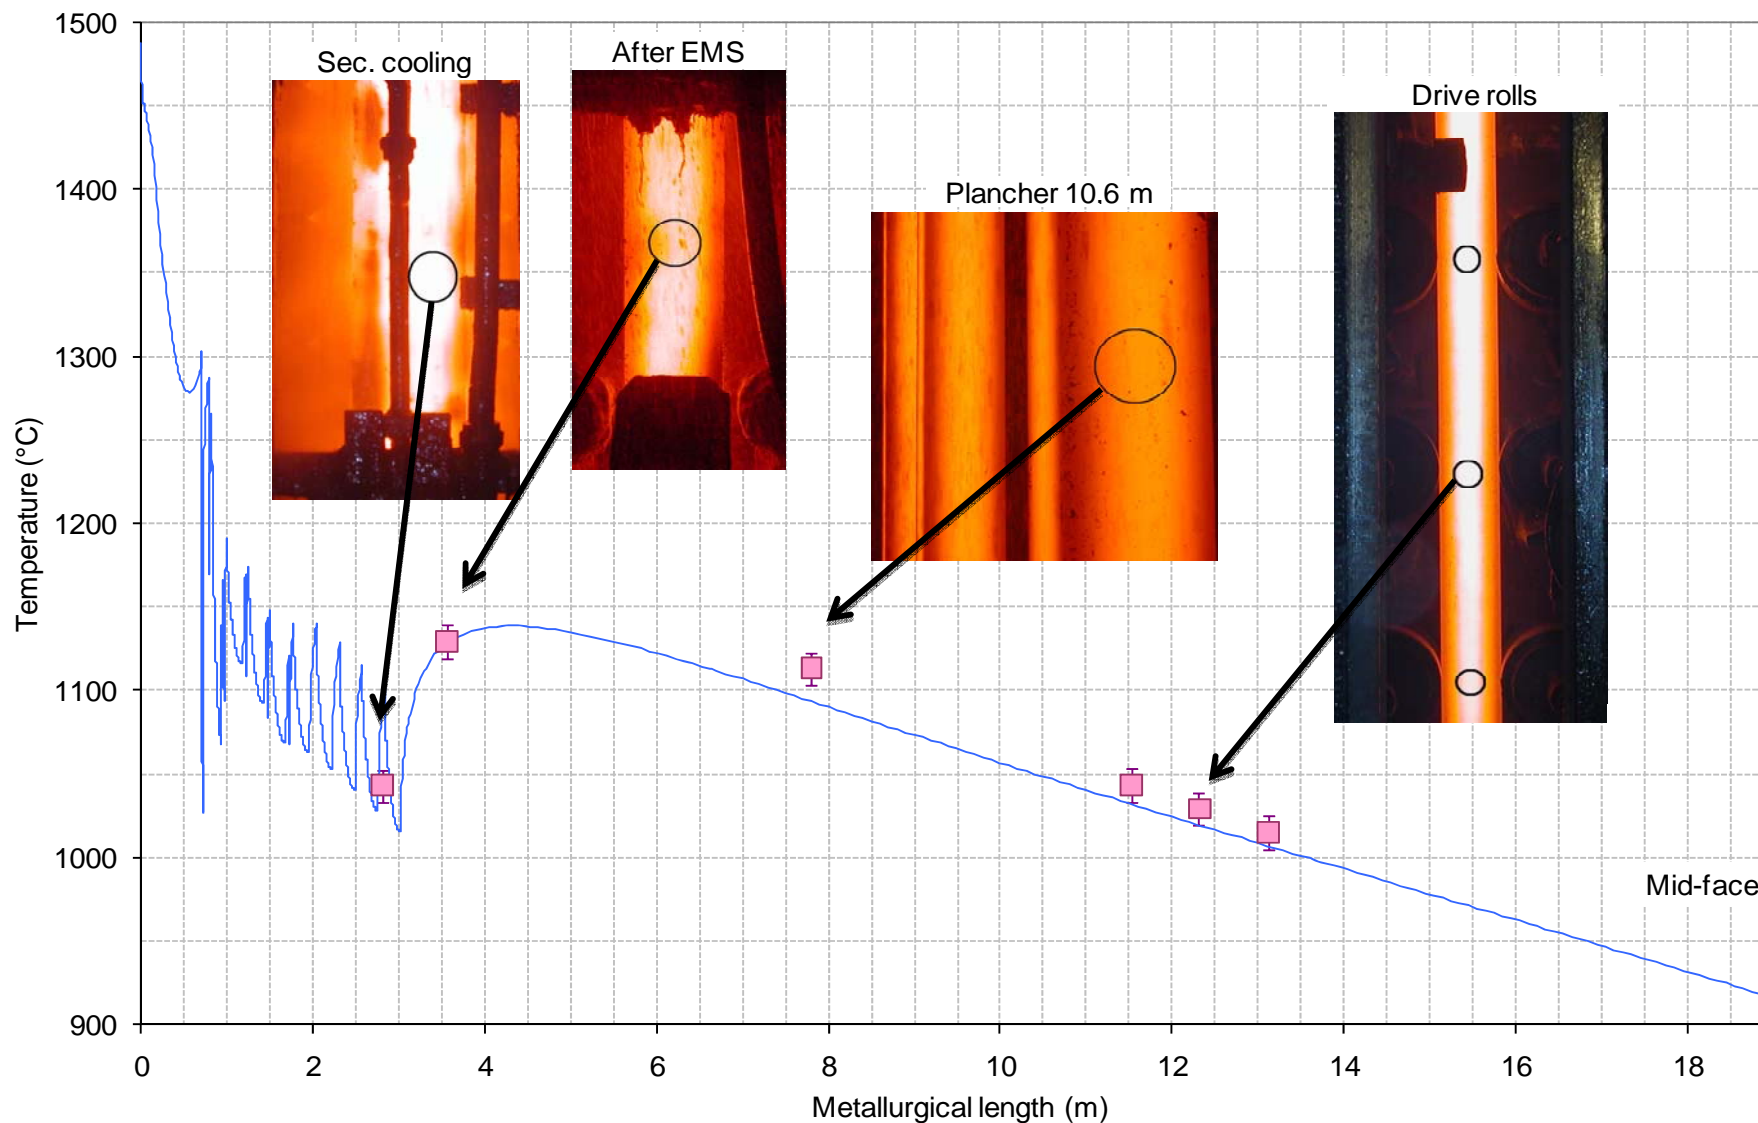 1500
1400
1300
1200
1100
1000
900
Temperature (°C)
Sec. cooling
After EMS
Plancher 10.6 m
Drive rolls
Mid-face
0 2 4 6 8 10 12 14 16 18
Metallurgical length (m)